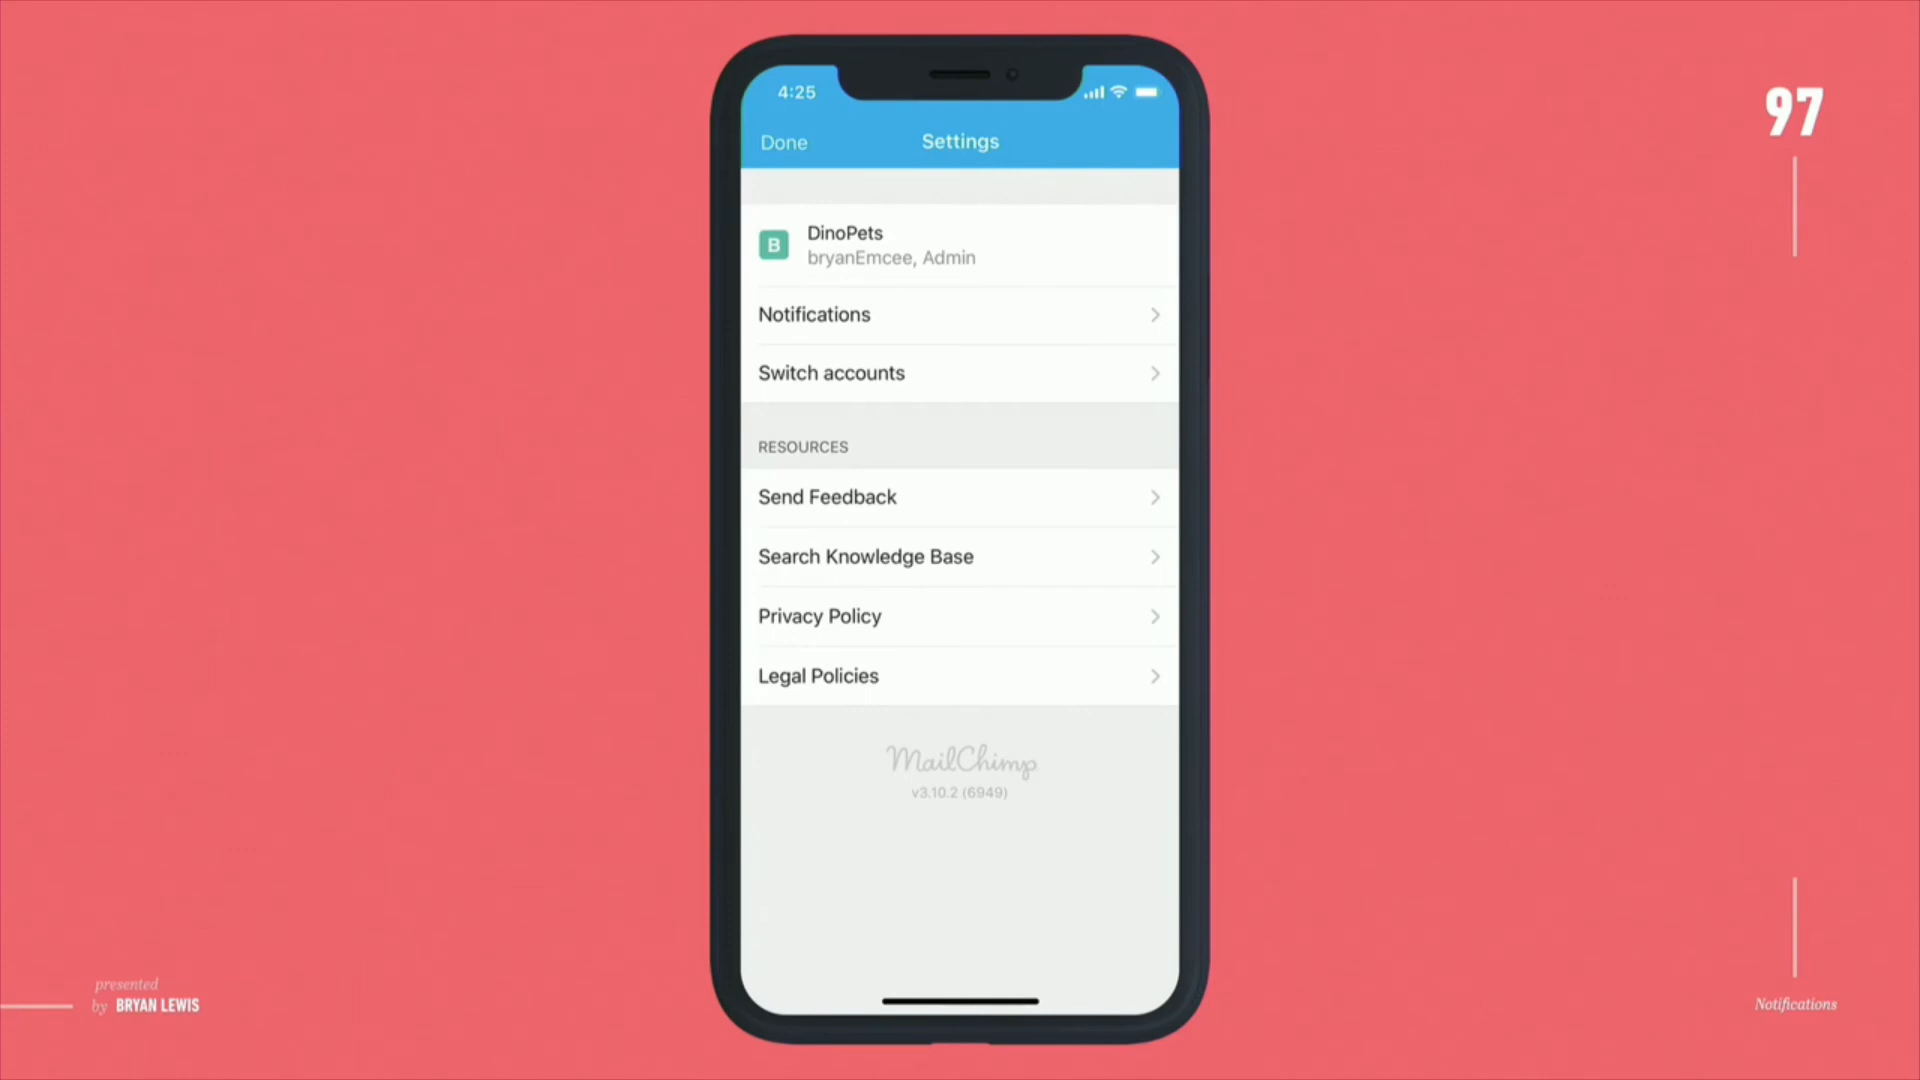 4:25
97
Done
Settings
B
DinoPets
bryanEmcee, Admin
Notifications
Switch accounts
RESOURCES
Send Feedback
Search Knowledge Base
Privacy Policy
Legal Policies
MailChimp
v3.10.2 (6949)
presented
by BRYAN LEWIS
Notifications